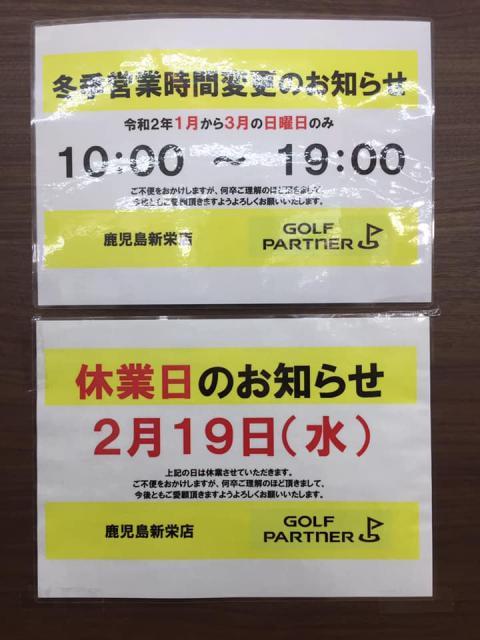 冬季営業時間変更のお知らせ
令和2年1月から3月の日曜日のみ
10:00 ～ 19:00
ご不便をおかけしますが、何卒ご理解のほど頂きまして、
今後ともご愛顧頂きますようよろしくお願いいたします。
鹿児島新栄店
GOLF
PARTNER
休業日のお知らせ
2月19日(水)
上記の日は休業させていただきます。
ご不便をおかけしますが、何卒ご理解のほど頂きまして、
今後ともご愛顧頂きますようよろしくお願いいたします。
鹿児島新栄店
GOLF
PARTNER